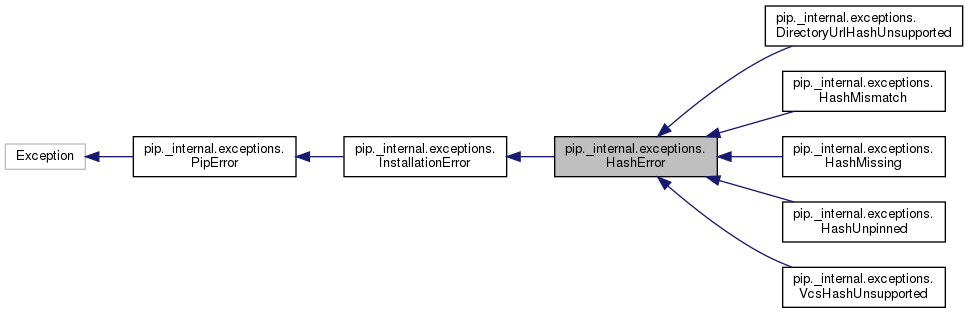 pip._internal.exceptions.
DirectoryUrlHashUnsupported
pip._internal.exceptions.
HashMismatch
Exception
pip._internal.exceptions.
PipError
pip._internal.exceptions.
InstallationError
pip._internal.exceptions.
HashError
pip._internal.exceptions.
HashMissing
pip._internal.exceptions.
HashUnpinned
pip._internal.exceptions.
VcsHashUnsupported